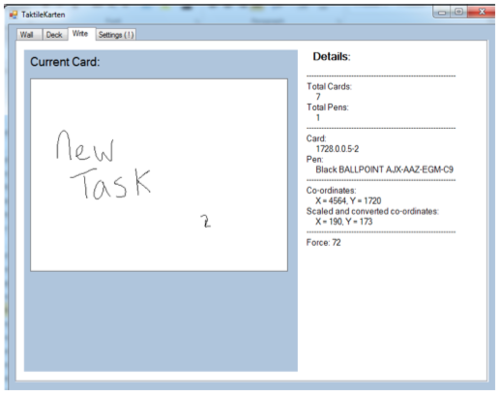 TaktileKarten
Wall Deck Write Settings (!)
Current Card:
New
Task
2
Details:
Total Cards:
7
Total Pens:
1
Card:
1728.0.0.5-2
Pen:
Black BALLPOINT AJX-AAZ-EGM-C9
Co-ordinates:
X = 4564, Y = 1720
Scaled and converted co-ordinates:
X = 190, Y = 173
Force: 72